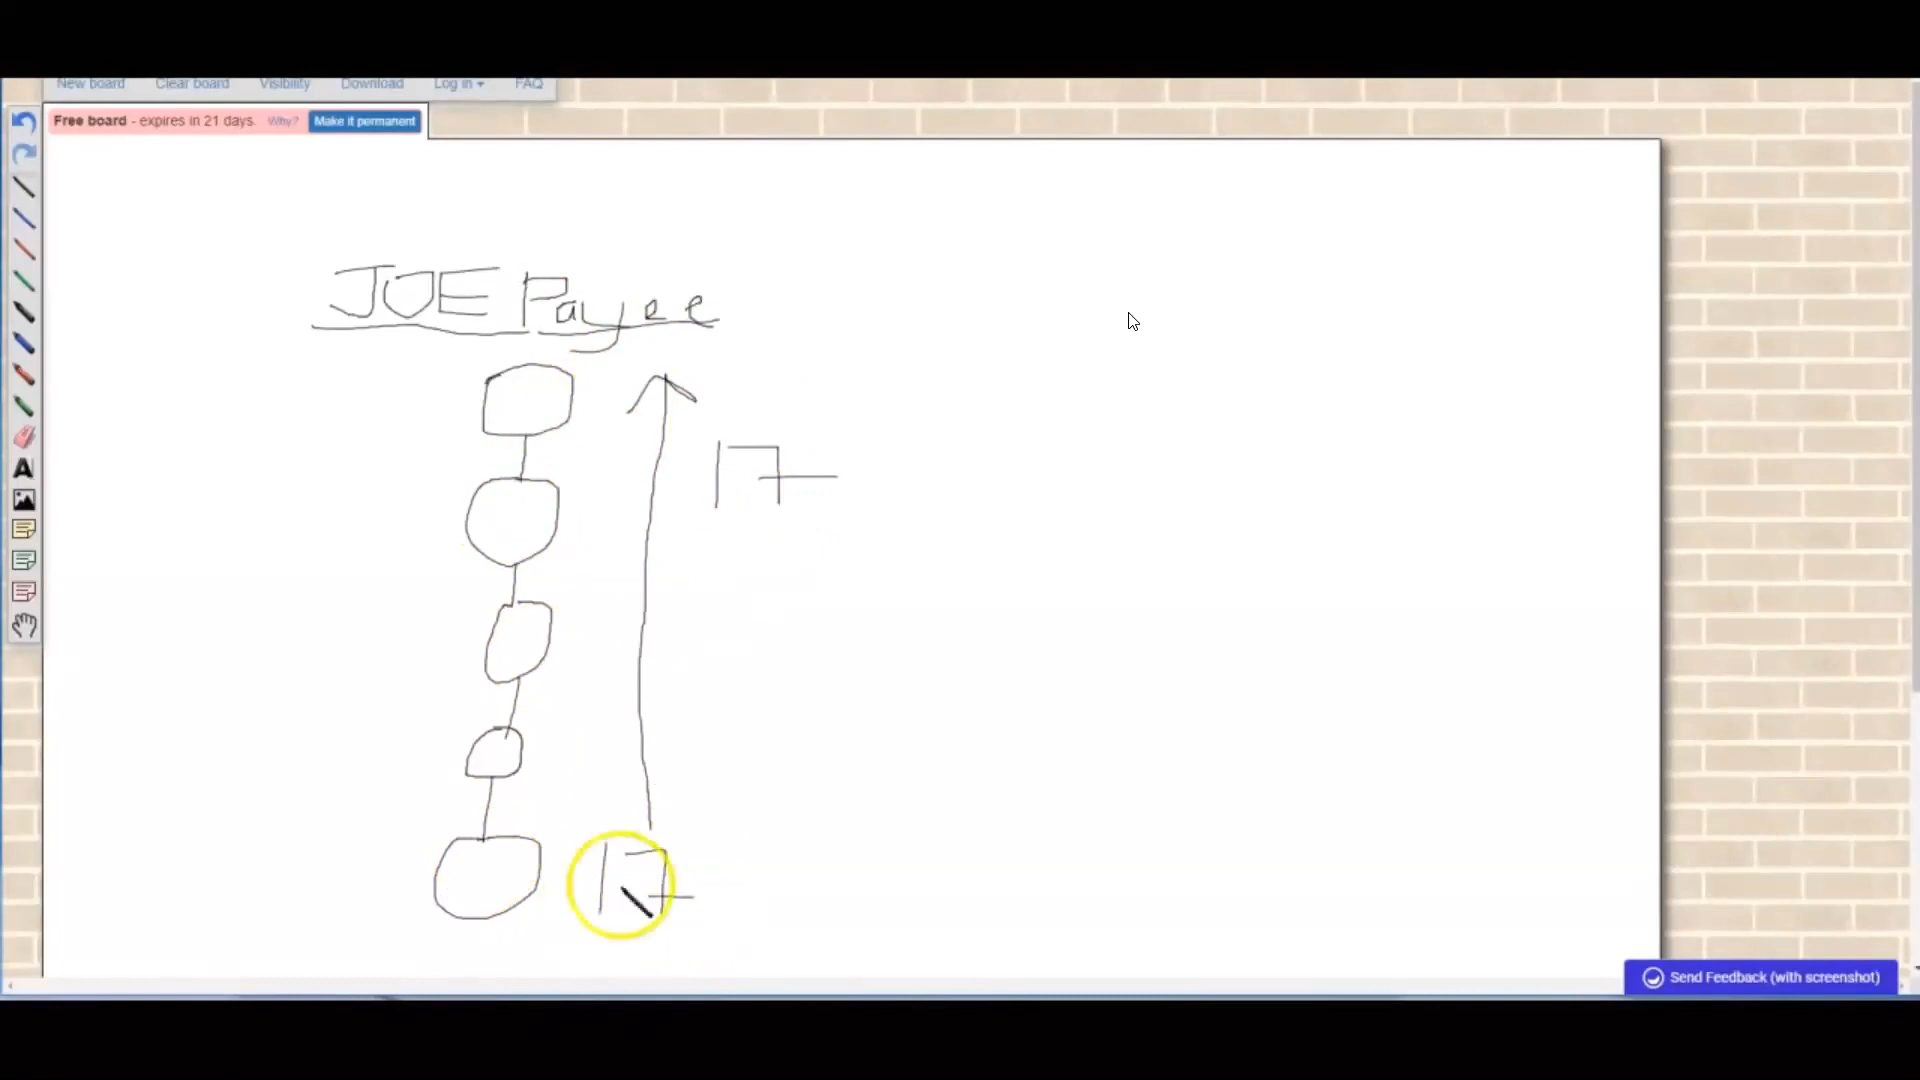 New board Clear board Visibility Download Log in FAQ
Free board - expires in 21 days. Why? Make it permanent
A
JOE Payee
17
17
Send Feedback (with screenshot)